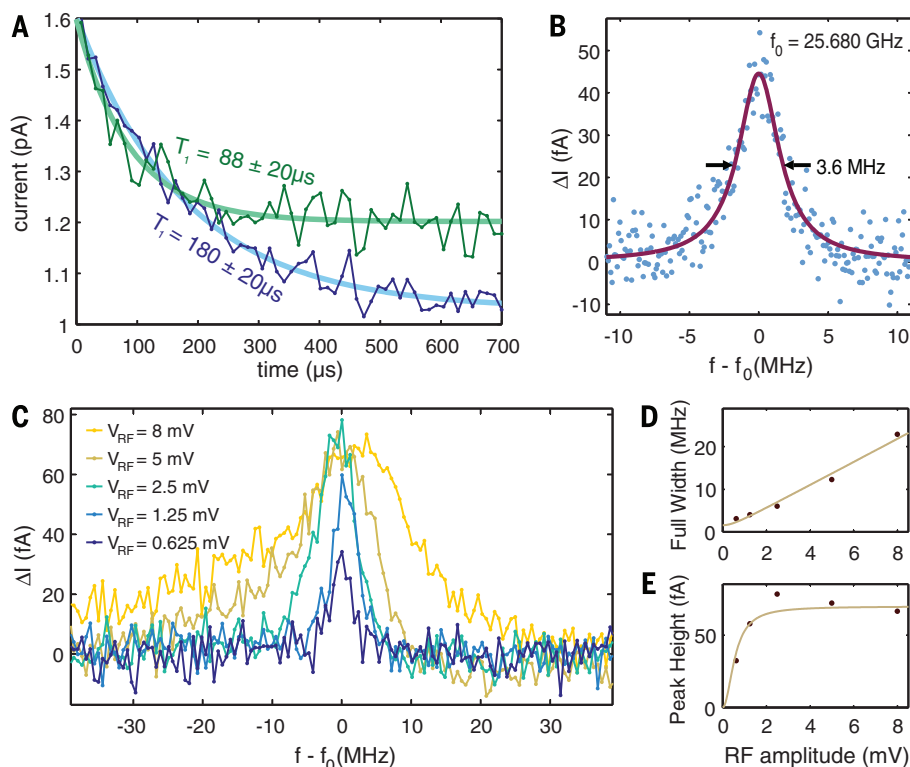 A
1.6
1.5
1.4
1.3
1.2
1.1
1
current (pA)
T1 = 88 ± 20µs
T1 = 180 ± 20µs
0
100
200
300
400
500
600
700
time (µs)
B
50
40
30
20
10
0
-10
ΔI (fA)
f0 = 25.680 GHz
3.6 MHz
-10
-5
0
5
10
f - f0(MHz)
C
80
60
40
20
0
ΔI (fA)
VRF = 8 mV
VRF = 5 mV
VRF = 2.5 mV
VRF = 1.25 mV
VRF = 0.625 mV
-30
-20
-10
0
10
20
30
f - f0(MHz)
D
20
10
0
Full Width (MHz)
0
2
4
6
8
E
50
0
Peak Height (fA)
0
2
4
6
8
RF amplitude (mV)